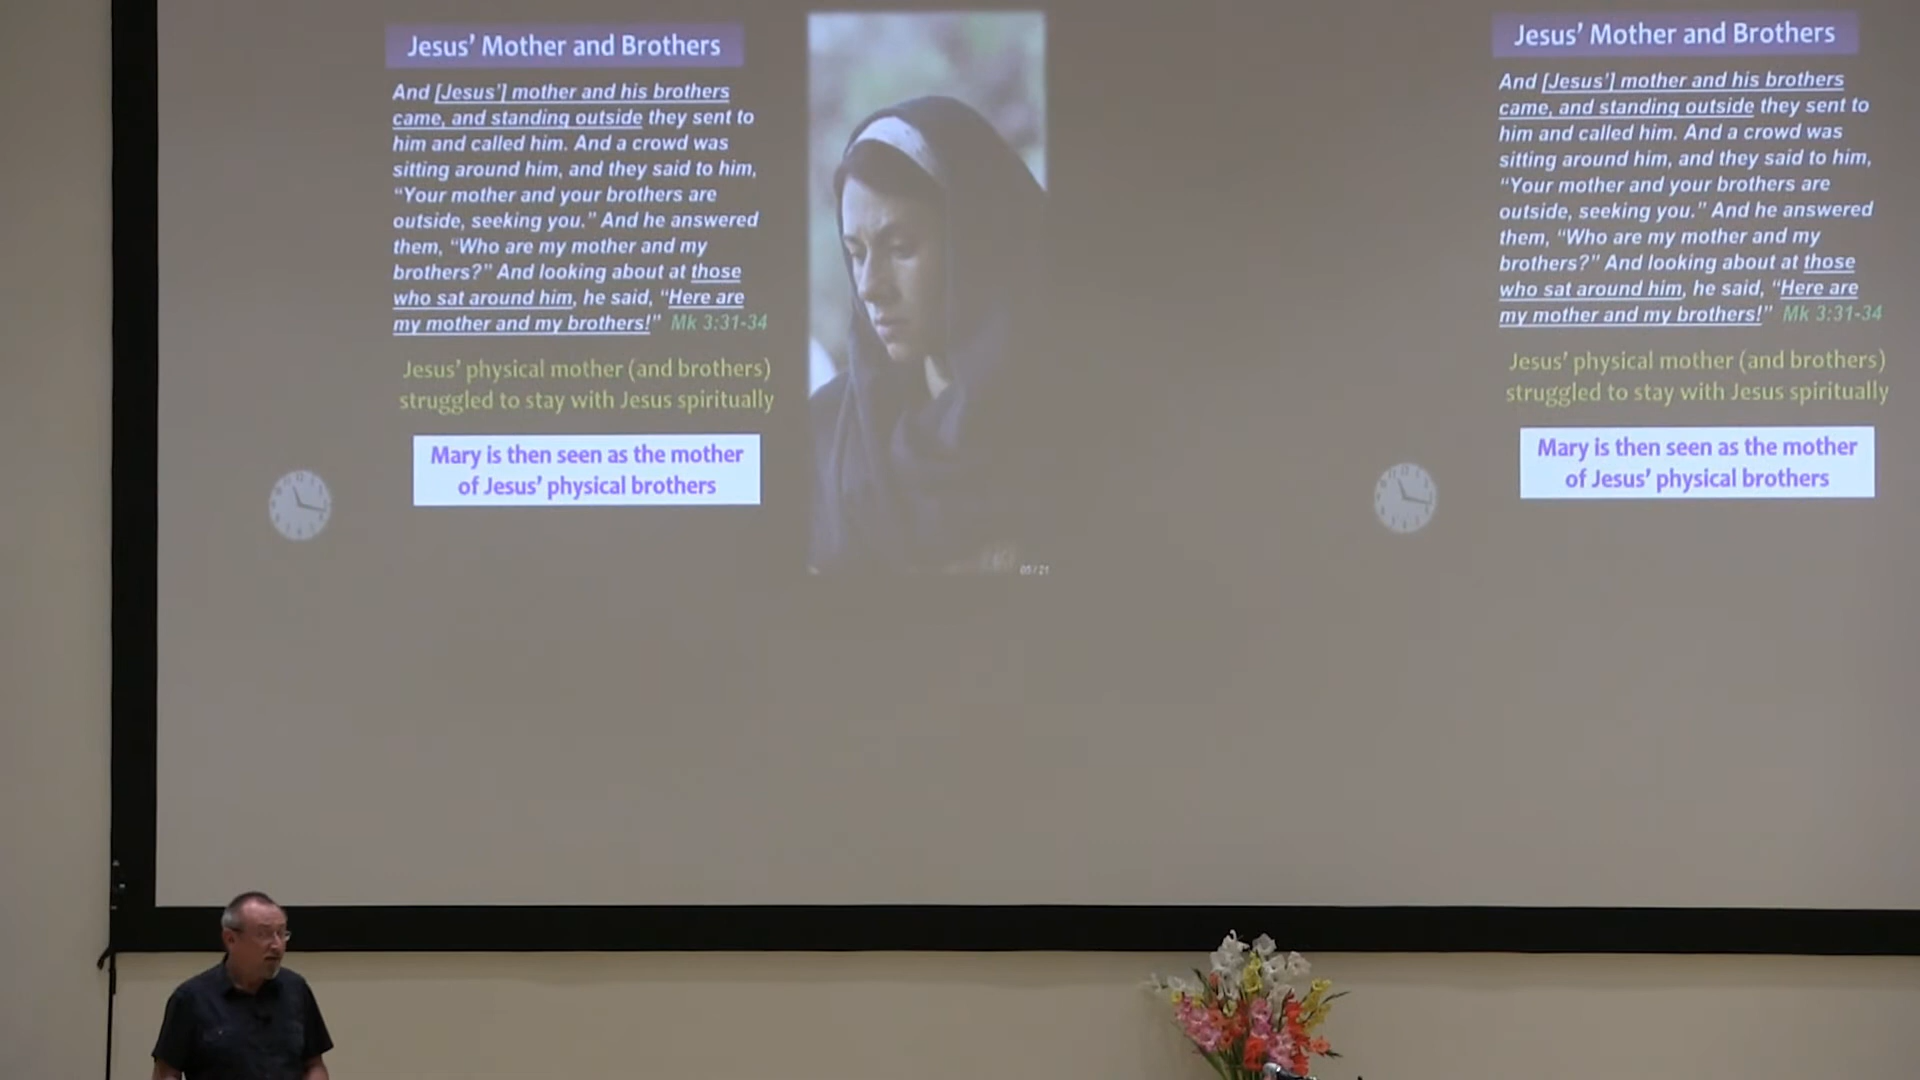 Jesus’ Mother and Brothers
And [Jesus’] mother and his brothers
came, and standing outside they sent to
him and called him. And a crowd was
sitting around him, and they said to him,
“Your mother and your brothers are
outside, seeking you.” And he answered
them, “Who are my mother and my
brothers?” And looking about at those
who sat around him, he said, “Here are
my mother and my brothers!” Mk 3:31-34
Jesus’ physical mother (and brothers)
struggled to stay with Jesus spiritually
Mary is then seen as the mother
of Jesus’ physical brothers
05/21
Jesus’ Mother and Brothers
And [Jesus’] mother and his brothers
came, and standing outside they sent to
him and called him. And a crowd was
sitting around him, and they said to him,
“Your mother and your brothers are
outside, seeking you.” And he answered
them, “Who are my mother and my
brothers?” And looking about at those
who sat around him, he said, “Here are
my mother and my brothers!” Mk 3:31-34
Jesus’ physical mother (and brothers)
struggled to stay with Jesus spiritually
Mary is then seen as the mother
of Jesus’ physical brothers